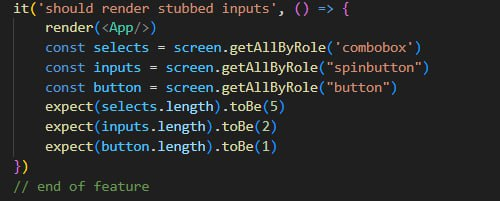 it('should render stubbed inputs', () => {
    render(<App/>)
    const selects = screen.getAllByRole('combobox')
    const inputs = screen.getAllByRole("spinbutton")
    const button = screen.getAllByRole("button")
    expect(selects.length).toBe(5)
    expect(inputs.length).toBe(2)
    expect(button.length).toBe(1)
})
// end of feature